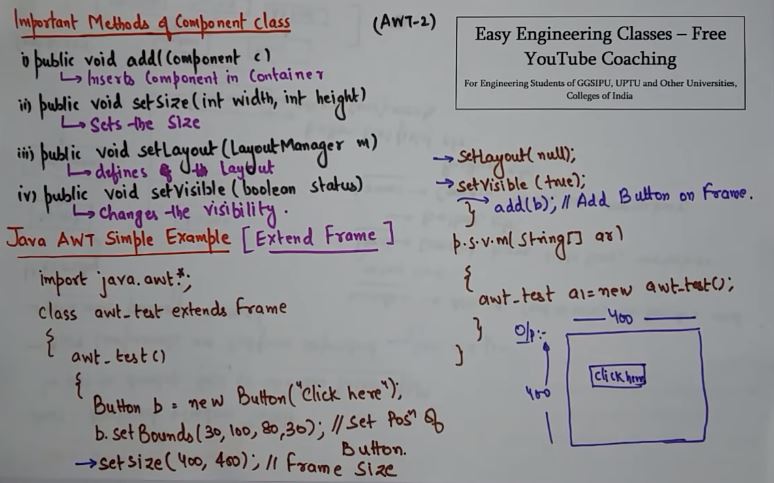 Important Methods of Component class
(AWT-2)
i) public void add(Component c)
↳ Inserts Component in Container
ii) public void setSize(int width, int height)
↳ Sets the Size
iii) public void setLayout(LayoutManager m)
↳ defines the Layout
iv) public void setVisible(boolean status)
↳ Changes the visibility.
Java AWT Simple Example [Extend Frame]
import java.awt.*;
class awt_test extends Frame
{
awt_test()
{
Button b = new Button("Click here");
b.setBounds(30,100,80,30); // Set Posⁿ of
Button.
→ setSize(400, 400); // Frame Size
Easy Engineering Classes – Free
YouTube Coaching
For Engineering Students of GGSIPU, UPTU and Other Universities,
Colleges of India
→ setLayout(null);
→ setVisible(true);
→ add(b); // Add Button on Frame.
}
p.s.v.m(String[] ar)
{
awt_test a1=new awt_test();
}
}
O/p:-
400
400
Click here